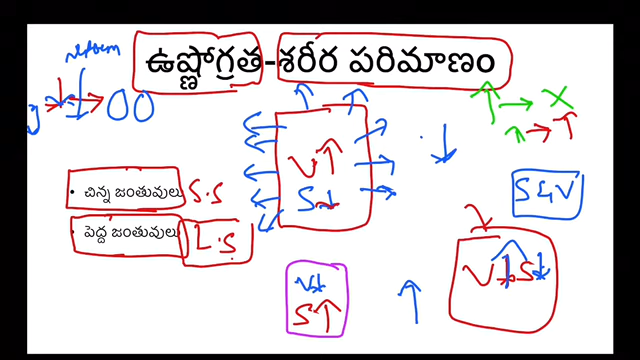 ఉష్ణోగ్రత-శరీర పరిమాణం
• చిన్న జంతువులు S.S
• పెద్ద జంతువులు L.S
V↑
S↓
S & V
V↓
S↑